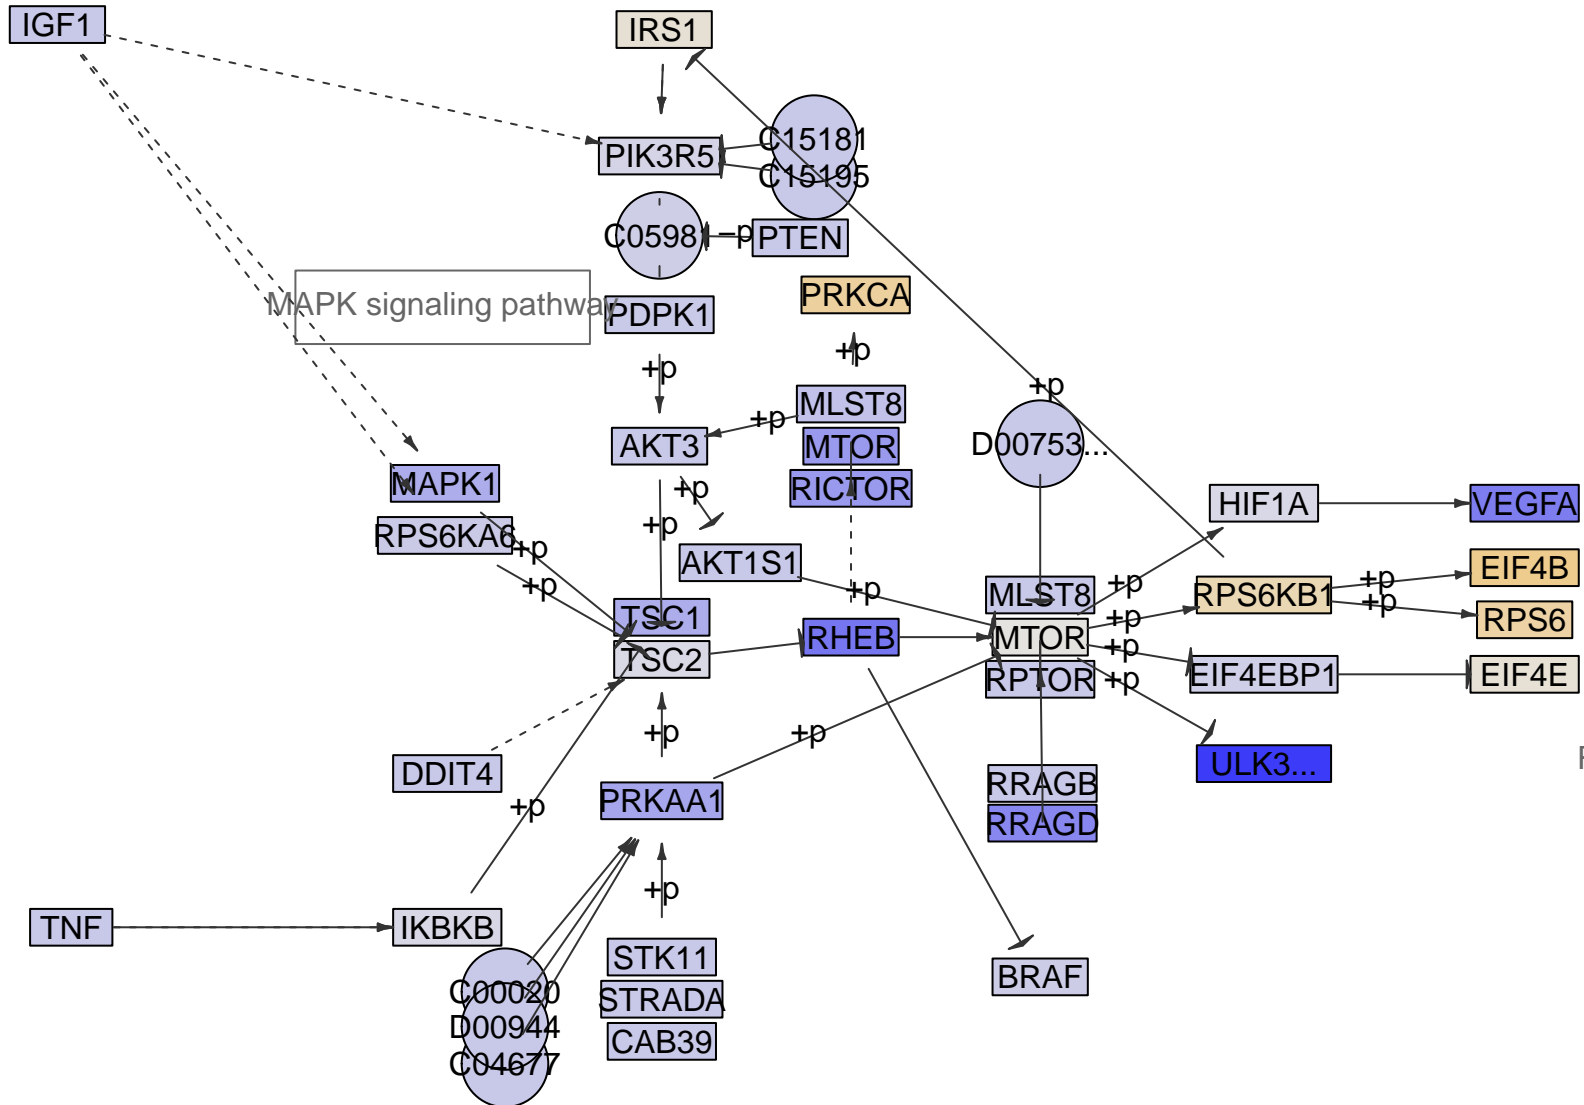 IGF1
IRS1
C15181
PIK3R5
C15195
C05981
-p
PTEN
MAPK signaling pathway
PRKCA
PDPK1
+p
+p
+p
MLST8
+p
AKT3
MTOR
D00753...
MAPK1
+p
RICTOR
HIF1A
VEGFA
RPS6KA6
+p
+p
AKT1S1
EIF4B
+p
+p
MLST8
+p
RPS6KB1
+p
+p
TSC1
+p
RPS6
RHEB
MTOR
TSC2
+p
RPTOR
+p
EIF4EBP1
EIF4E
+p
+p
DDIT4
ULK3...
RRAGB
+p
PRKAA1
RRAGD
+p
TNF
IKBKB
STK11
BRAF
C00020
STRADA
D00944
CAB39
C04677